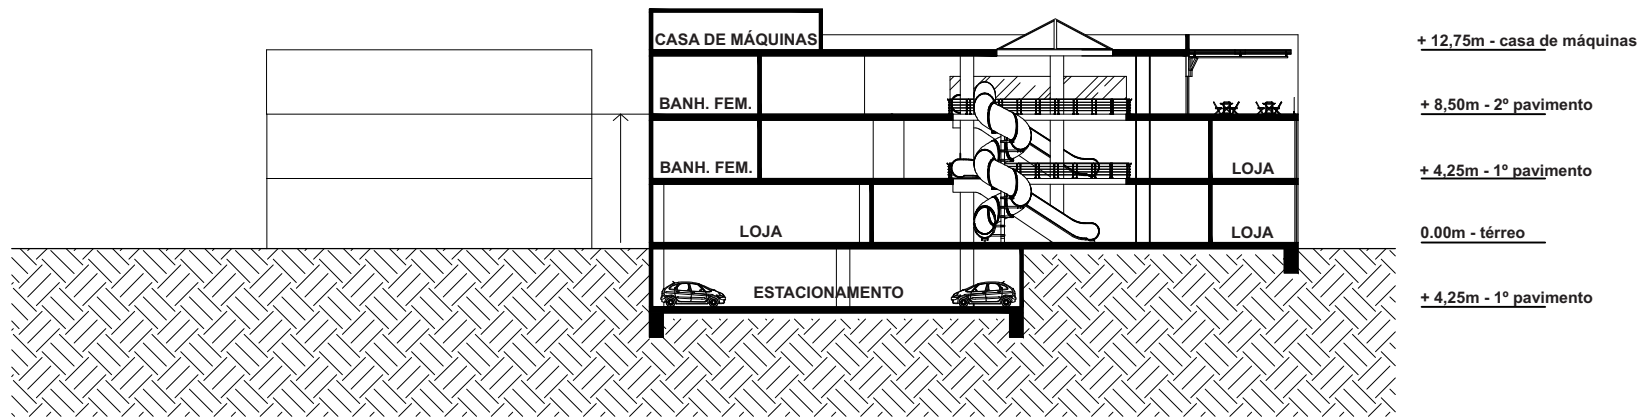 CASA DE MÁQUINAS
+ 12,75m - casa de máquinas
BANH. FEM.
+ 8,50m - 2º pavimento
BANH. FEM.
LOJA
+ 4,25m - 1º pavimento
LOJA
LOJA
0.00m - térreo
ESTACIONAMENTO
+ 4,25m - 1º pavimento